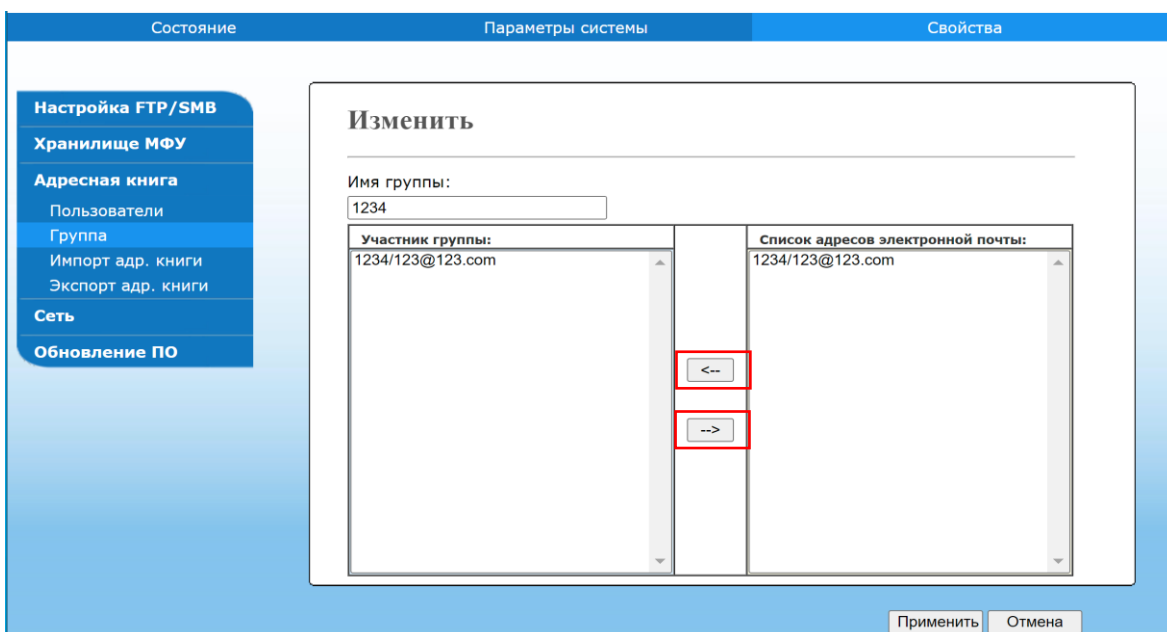 Состояние Параметры системы Свойства
Настройка FTP/SMB
Хранилище МФУ
Адресная книга
Пользователи
Группа
Импорт адр. книги
Экспорт адр. книги
Сеть
Обновление ПО
Изменить
Имя группы:
1234
Участник группы:
1234/123@123.com
<--
-->
Список адресов электронной почты:
1234/123@123.com
Применить Отмена